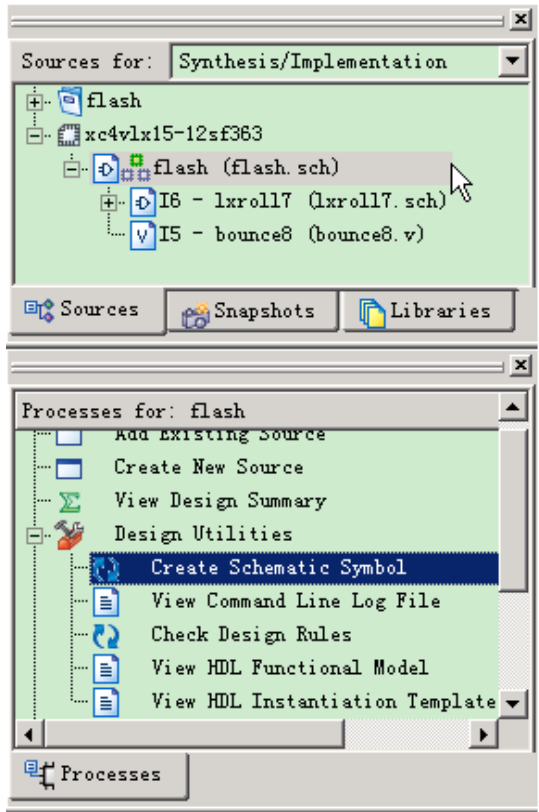 Sources for: Synthesis/Implementation
flash
xc4vlx15-12sf363
flash (flash.sch)
I6 - lxroll7 (lxroll7.sch)
I5 - bounce8 (bounce8.v)
Sources Snapshots Libraries
Processes for: flash
Add Existing Source
Create New Source
View Design Summary
Design Utilities
Create Schematic Symbol
View Command Line Log File
Check Design Rules
View HDL Functional Model
View HDL Instantiation Template
Processes